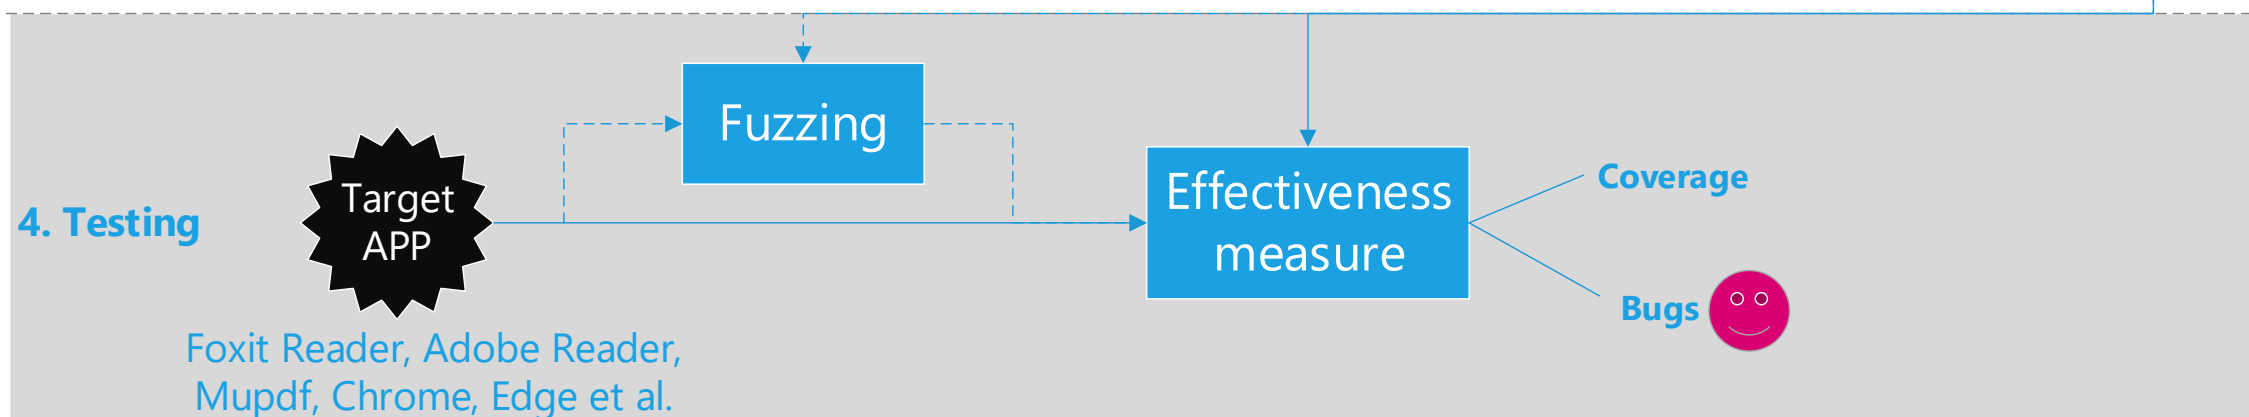 4. Testing
Target
APP
Foxit Reader, Adobe Reader,
Mupdf, Chrome, Edge et al.
Fuzzing
Effectiveness
measure
Coverage
Bugs